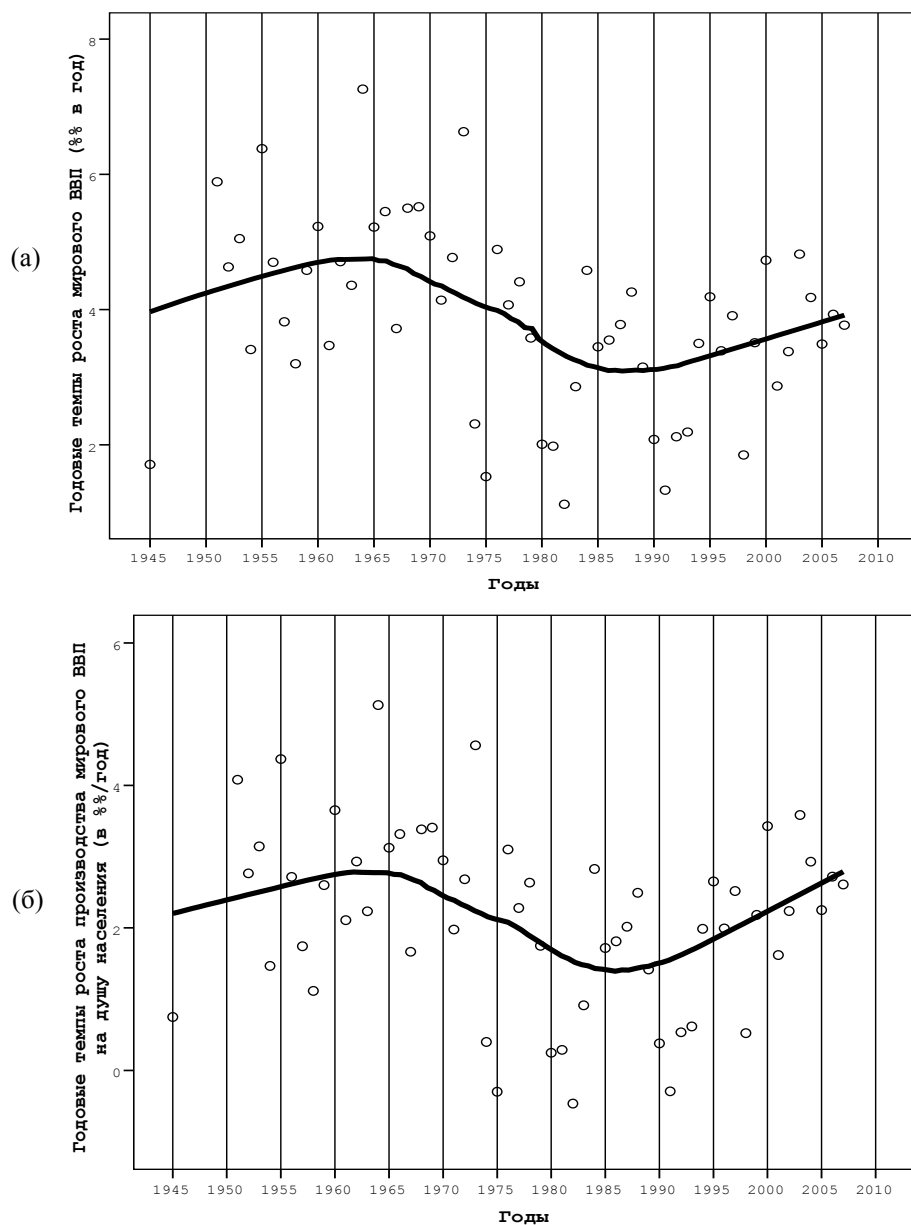 (а)
Годовые темпы роста мирового ВВП (%% в год)
8
6
4
2
1945 1950 1955 1960 1965 1970 1975 1980 1985 1990 1995 2000 2005 2010
Годы
(б)
Годовые темпы роста производства мирового ВВП
на душу населения (в %%/год)
6
4
2
0
1945 1950 1955 1960 1965 1970 1975 1980 1985 1990 1995 2000 2005 2010
Годы